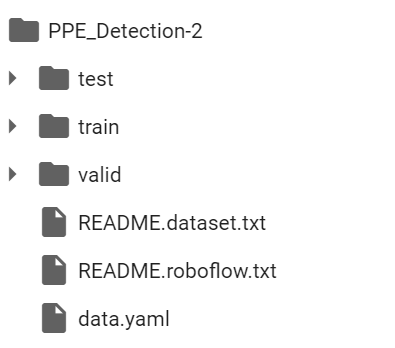 PPE_Detection-2
test
train
valid
README.dataset.txt
README.roboflow.txt
data.yaml